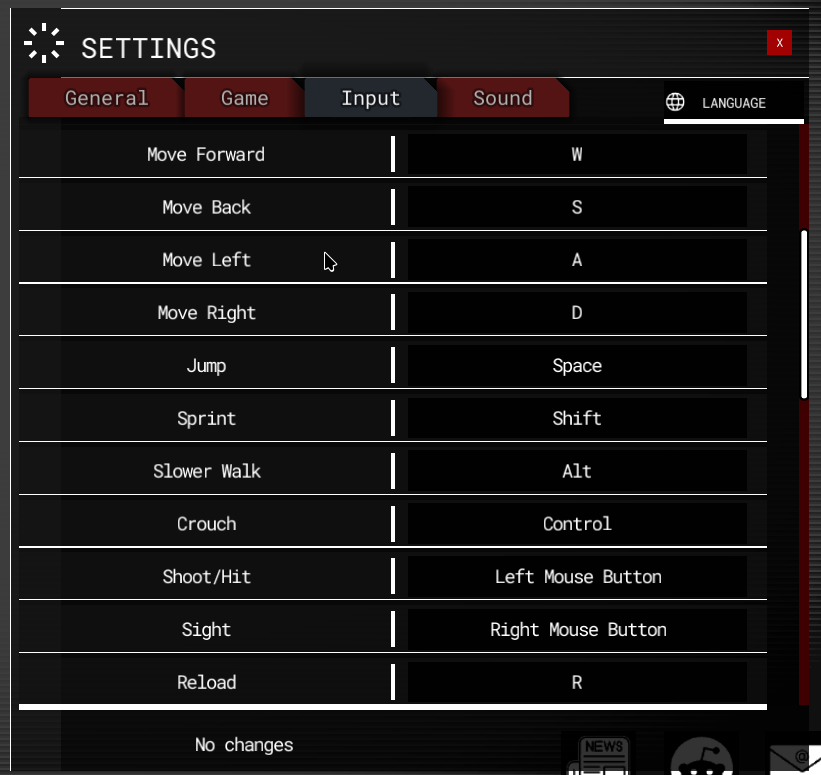 SETTINGS
X
General Game Input Sound
LANGUAGE
Move Forward W
Move Back S
Move Left A
Move Right D
Jump Space
Sprint Shift
Slower Walk Alt
Crouch Control
Shoot/Hit Left Mouse Button
Sight Right Mouse Button
Reload R
No changes
NEWS
@